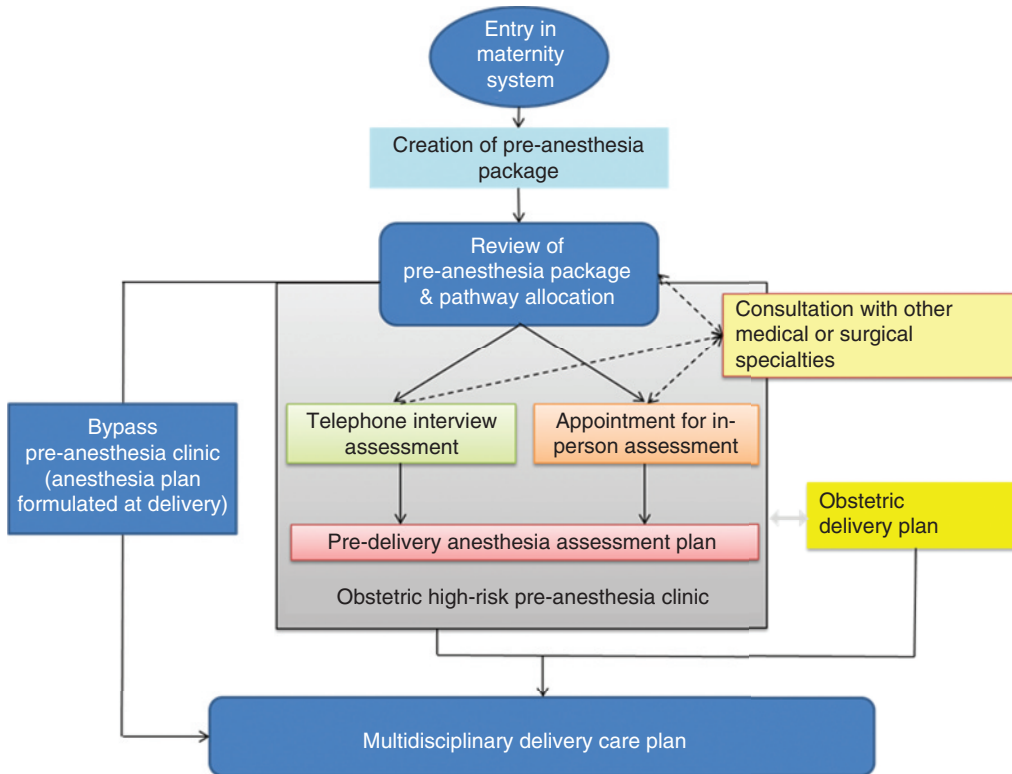 Entry in
maternity
system
Creation of pre-anesthesia
package
Review of
pre-anesthesia package
& pathway allocation
Consultation with other
medical or surgical
specialties
Telephone interview
assessment
Appointment for in-
person assessment
Bypass
pre-anesthesia clinic
(anesthesia plan
formulated at delivery)
Obstetric
delivery plan
Pre-delivery anesthesia assessment plan
Obstetric high-risk pre-anesthesia clinic
Multidisciplinary delivery care plan